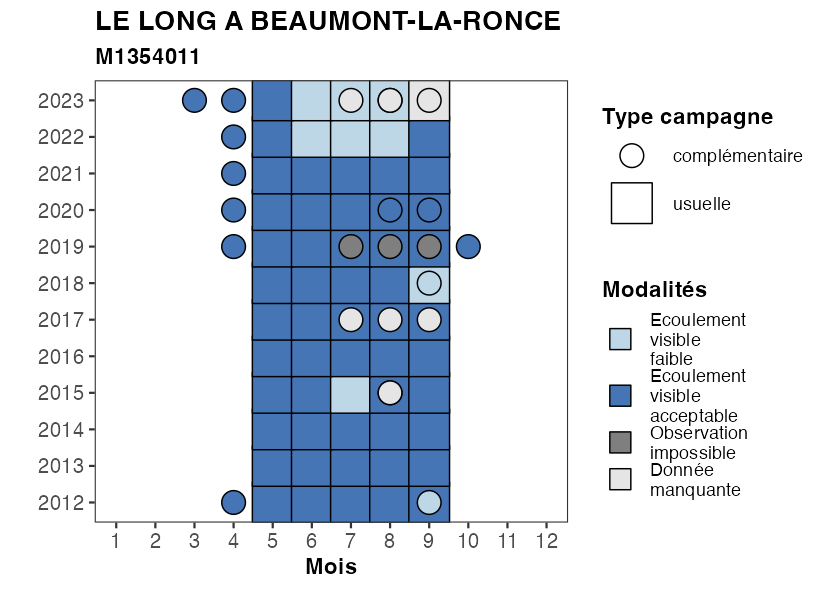 LE LONG A BEAUMONT-LA-RONCE
M1354011
2023
2022
2021
2020
2019
2018
2017
2016
2015
2014
2013
2012
1 2 3 4 5 6 7 8 9 10 11 12
Mois
Type campagne
complémentaire
usuelle
Modalités
Ecoulement
visible
faible
Ecoulement
visible
acceptable
Observation
impossible
Donnée
manquante